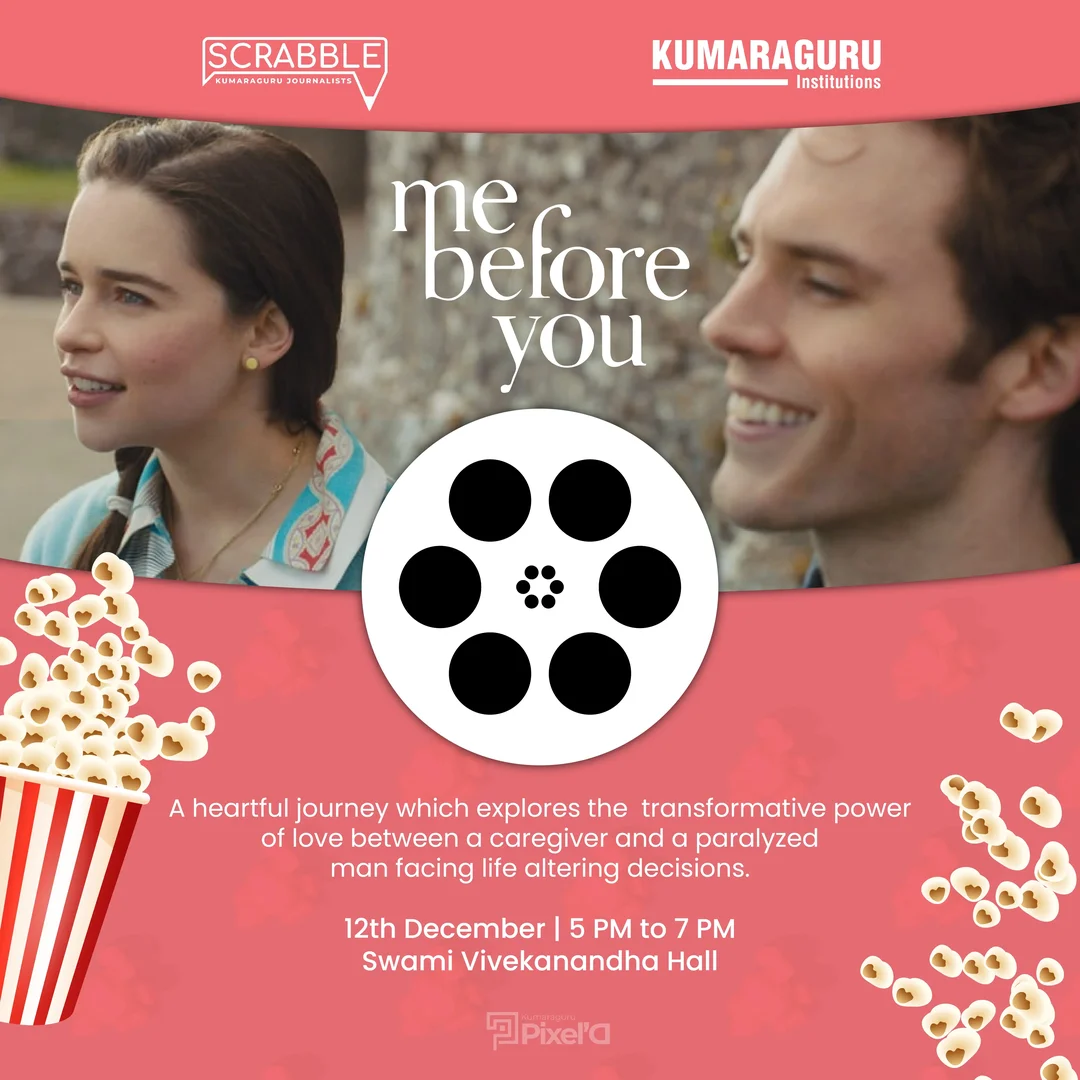 SCRABBLE
KUMARAGURU JOURNALISTS
KUMARAGURU
Institutions
me
before
you
A heartful journey which explores the  transformative power
of love between a caregiver and a paralyzed
man facing life altering decisions.
12th December | 5 PM to 7 PM
Swami Vivekanandha Hall
Kumaraguru
Pixel'd